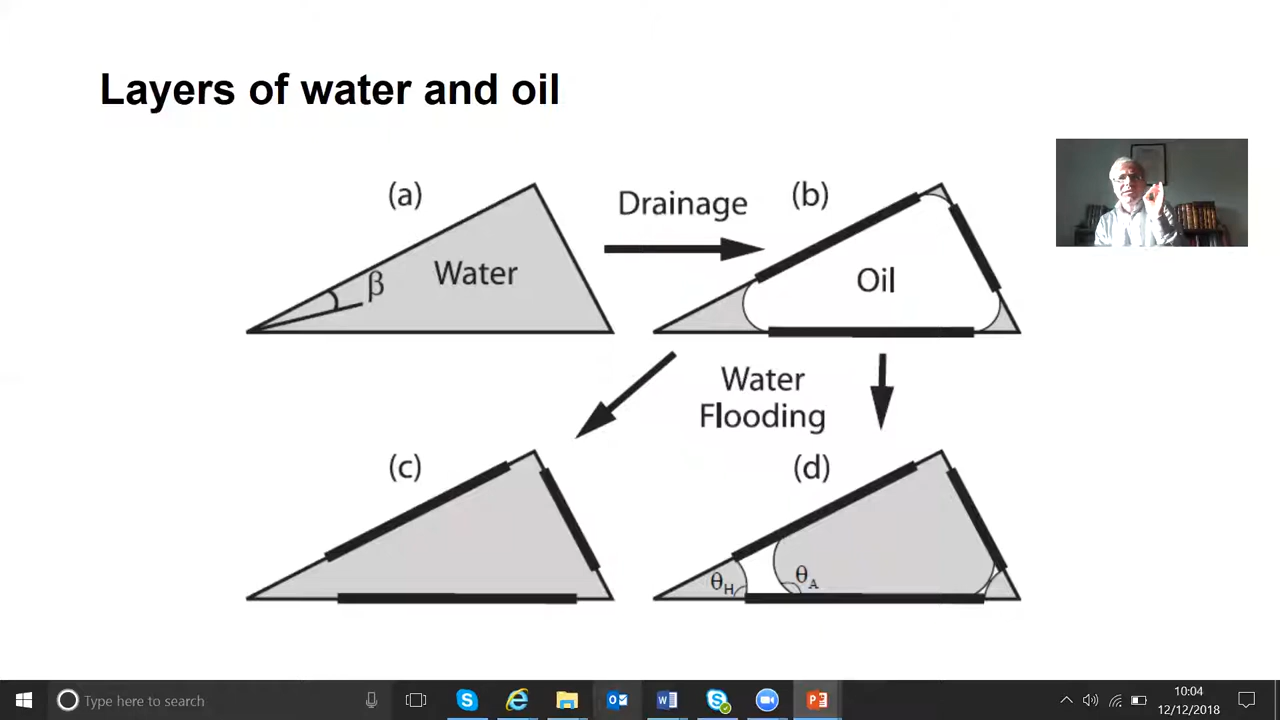 Layers of water and oil
(a)
Drainage
(b)
β
Water
Oil
Water
Flooding
(c)
(d)
θH
θA
Type here to search
10:04
12/12/2018